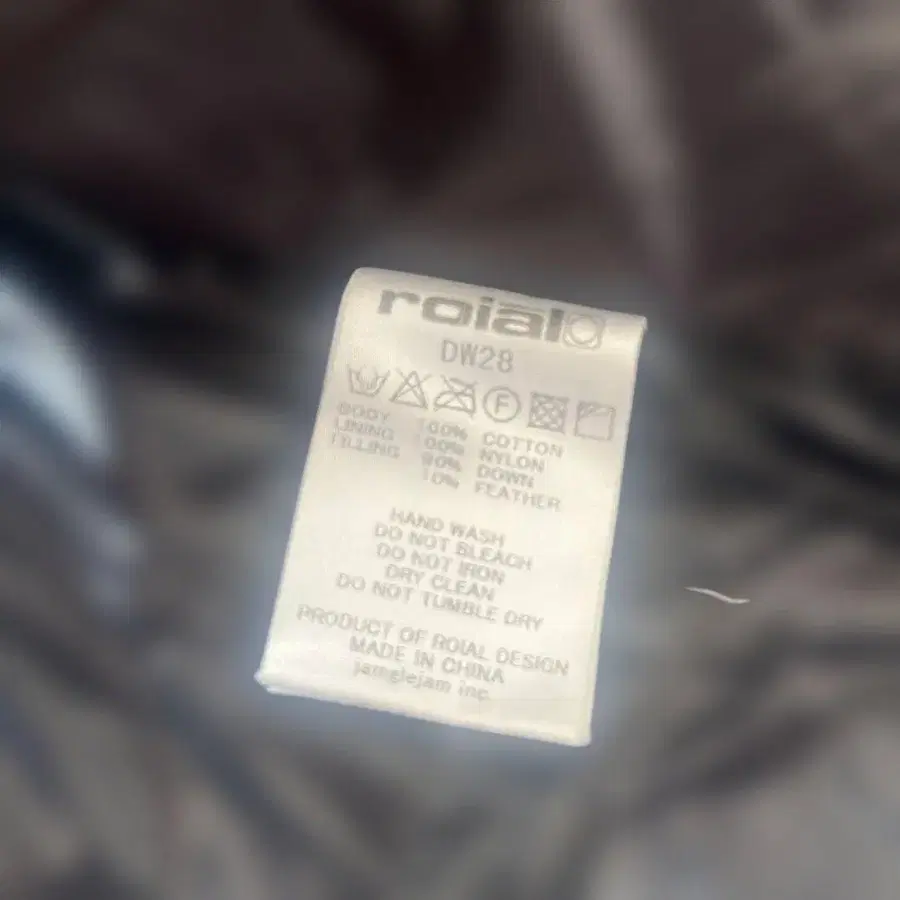 roial
DW28
F
BODY 100% COTTON
LINING 100% NYLON
FILLING 90% DOWN
10% FEATHER
HAND WASH
DO NOT BLEACH
DO NOT IRON
DRY CLEAN
DO NOT TUMBLE DRY
PRODUCT OF ROIAL DESIGN
MADE IN CHINA
jamglejam inc.